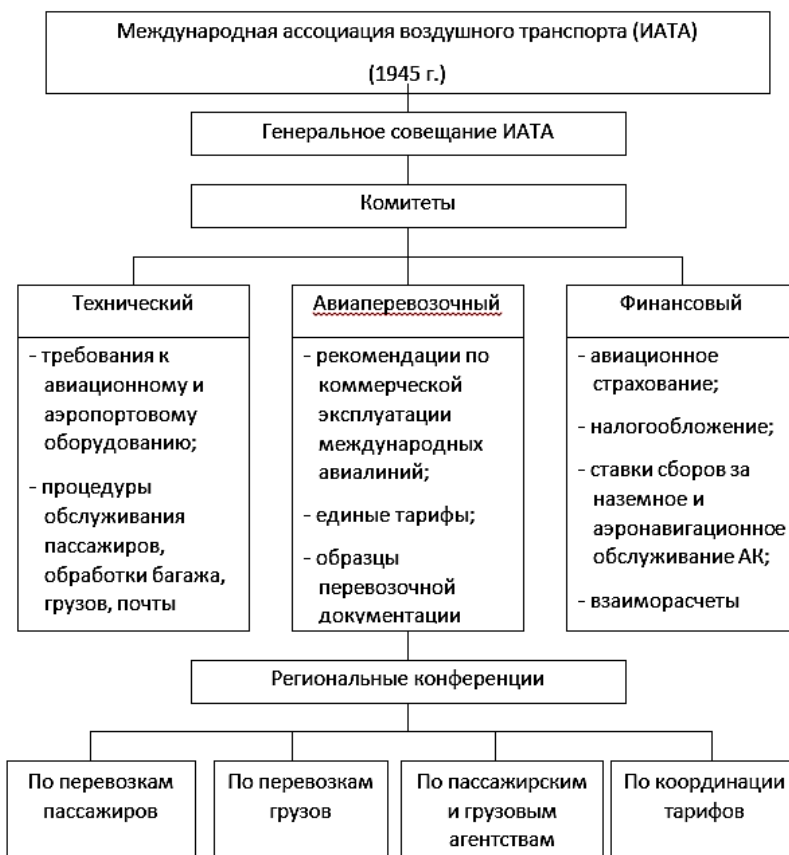 Международная ассоциация воздушного транспорта (ИАТА)
(1945 г.)
Генеральное совещание ИАТА
Комитеты
Технический
- требования к
авиационному и
аэропортовому
оборудованию;
- процедуры
обслуживания
пассажиров,
обработки багажа,
грузов, почты
Авиаперевозочный
- рекомендации по
коммерческой
эксплуатации
международных
авиалиний;
- единые тарифы;
- образцы
перевозочной
документации
Финансовый
- авиационное
страхование;
- налогообложение;
- ставки сборов за
наземное и
аэронавигационное
обслуживание АК;
- взаиморасчеты
Региональные конференции
По перевозкам
пассажиров
По перевозкам
грузов
По пассажирским
и грузовым
агентствам
По координации
тарифов